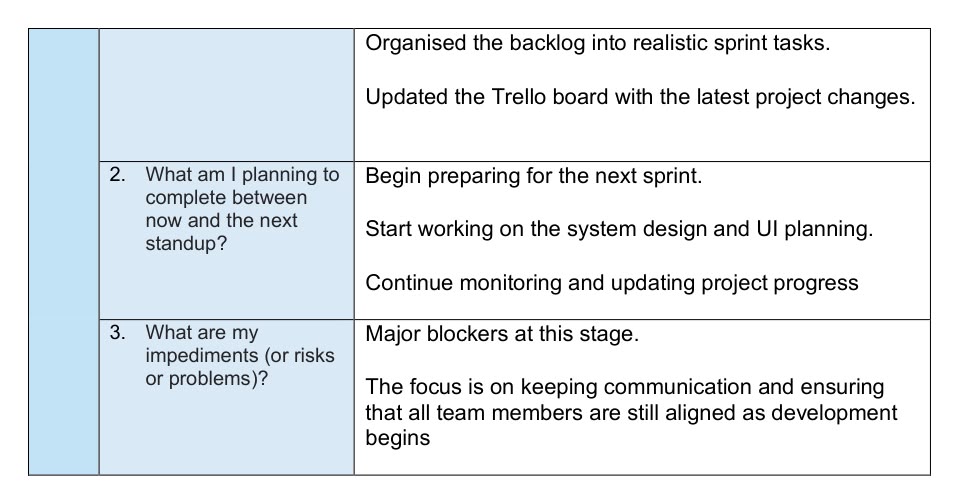 Organised the backlog into realistic sprint tasks.
Updated the Trello board with the latest project changes.
2. What am I planning to
complete between
now and the next
standup?
Begin preparing for the next sprint.
Start working on the system design and UI planning.
Continue monitoring and updating project progress
3. What are my
impediments (or risks
or problems)?
Major blockers at this stage.
The focus is on keeping communication and ensuring
that all team members are still aligned as development
begins